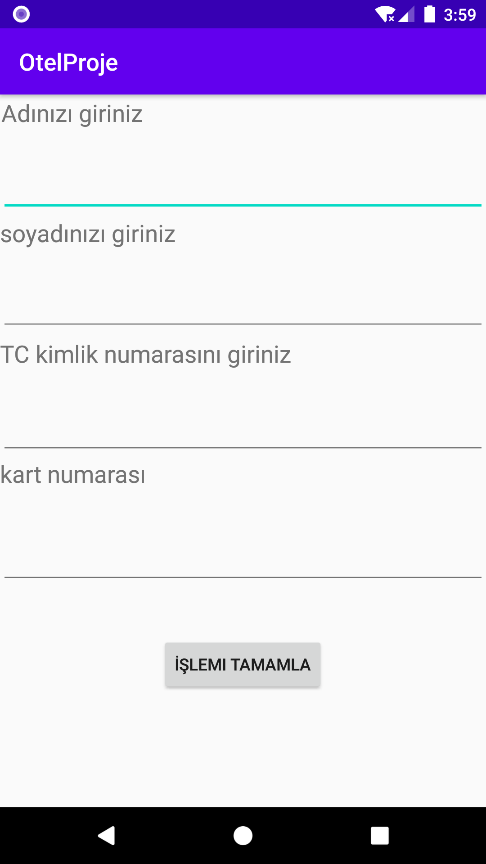 3:59
OtelProje
Adınızı giriniz
soyadınızı giriniz
TC kimlik numarasını giriniz
kart numarası
İŞLEMİ TAMAMLA